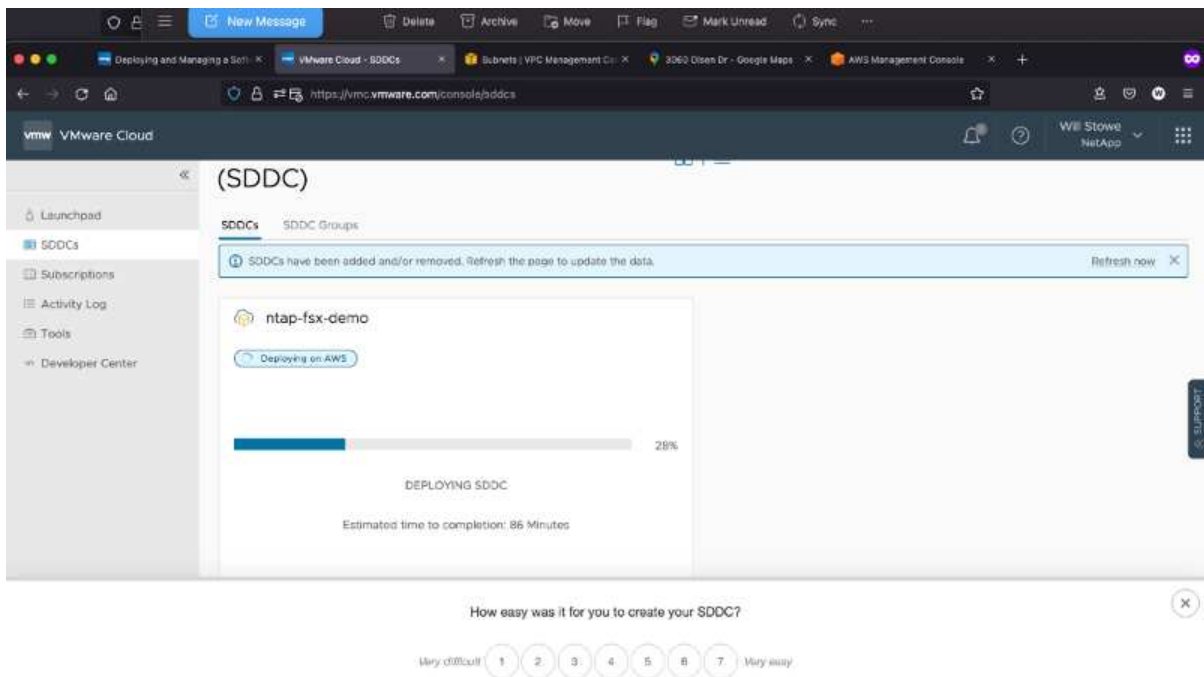 New Message Delete Archive Move Flag Mark Unread Sync ...
Deploying and Managing a Soft VMware Cloud - SDDCs Subnets | VPC Management Co 3060 Olsen Dr - Google Maps AWS Management Console
https://vmc.vmware.com/console/sddcs
vmw VMware Cloud
Will Stowe
NetApp
(SDDC)
Launchpad
SDDCs
Subscriptions
Activity Log
Tools
Developer Center
SDDCs SDDC Groups
SDDCs have been added and/or removed. Refresh the page to update the data. Refresh now
ntap-fsx-demo
Deploying on AWS
28%
DEPLOYING SDDC
Estimated time to completion: 86 Minutes
SUPPORT
How easy was it for you to create your SDDC?
Very difficult 1 2 3 4 5 6 7 Very easy